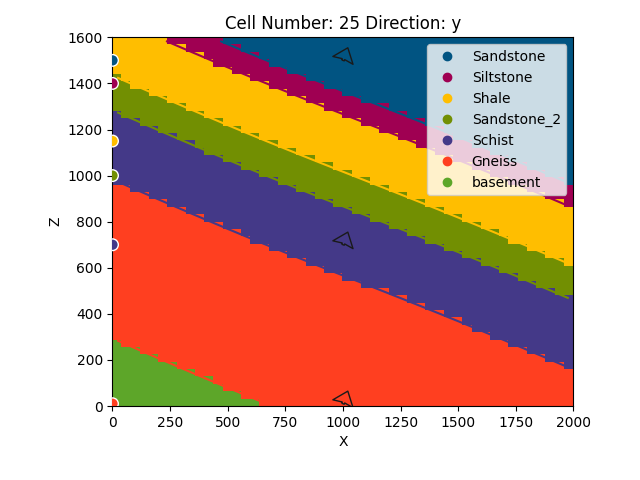 Cell Number: 25 Direction: y
1600
1400
1200
1000
800
600
400
200
0
Z
Sandstone
Siltstone
Shale
Sandstone_2
Schist
Gneiss
basement
0 250 500 750 1000 1250 1500 1750 2000
X